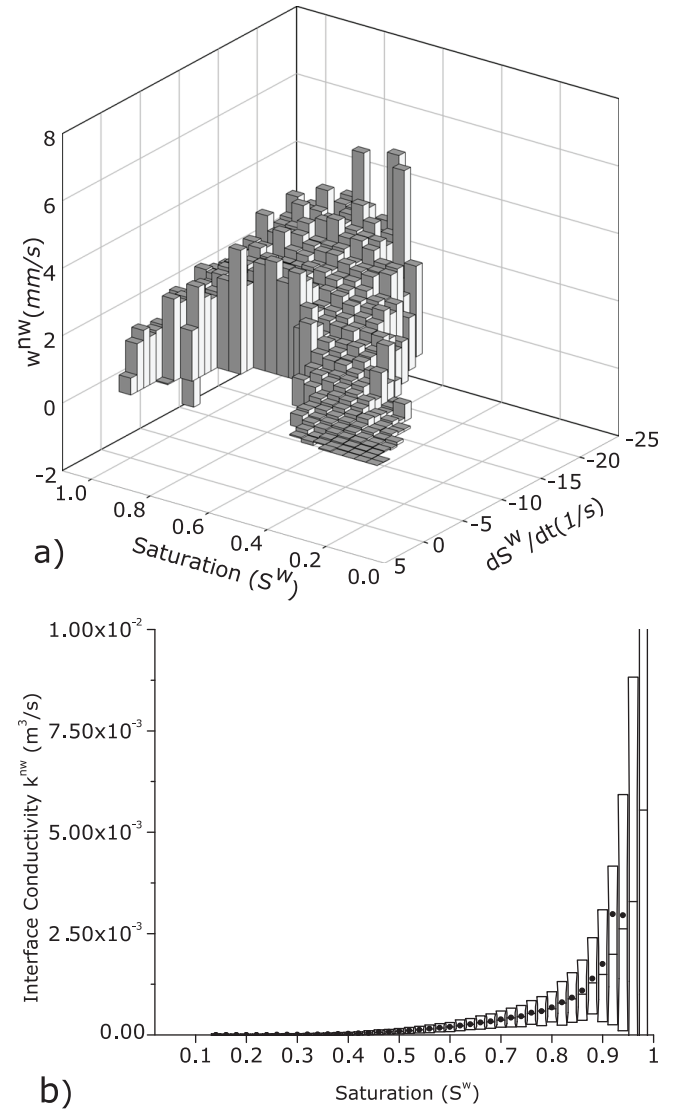 8
6
4
2
0
-2
w^nw (mm/s)
1.0
0.8
0.6
0.4
0.2
0.0
Saturation (S^w)
5
0
-5
-10
-15
-20
-25
dS^w/dt(1/s)
a)
1.00x10^-2
7.50x10^-3
5.00x10^-3
2.50x10^-3
0.00
Interface Conductivity k^nw (m^3/s)
0.1 0.2 0.3 0.4 0.5 0.6 0.7 0.8 0.9 1
Saturation (S^w)
b)